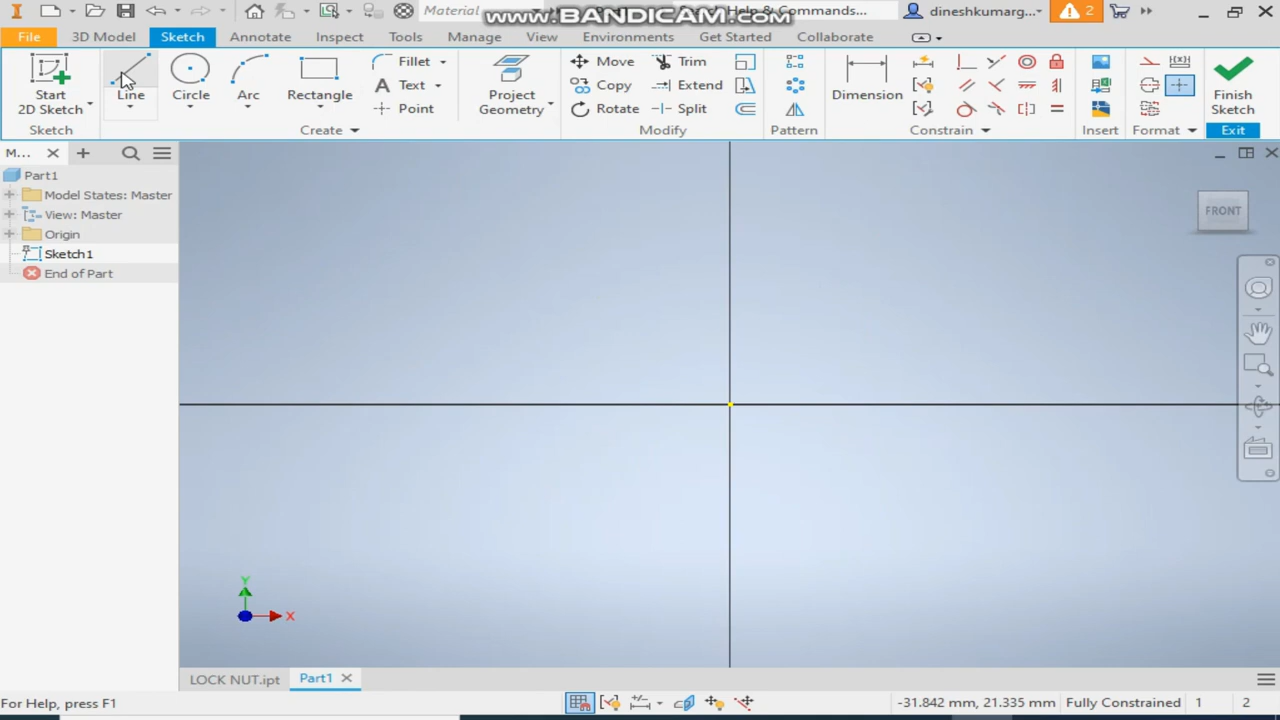 Material
www.BANDICAM.com
Help & Commands...
dineshkumarg...
2
File
3D Model
Sketch
Annotate
Inspect
Tools
Manage
View
Environments
Get Started
Collaborate
Start
2D Sketch
Line
Circle
Arc
Rectangle
Fillet
Text
Point
Project
Geometry
Move
Copy
Rotate
Trim
Extend
Split
Dimension
Finish
Sketch
Sketch
Create
Modify
Pattern
Constrain
Insert
Format
Exit
M...
Part1
Model States: Master
View: Master
Origin
Sketch1
End of Part
FRONT
Y
X
LOCK NUT.ipt
Part1
For Help, press F1
-31.842 mm, 21.335 mm
Fully Constrained
1
2